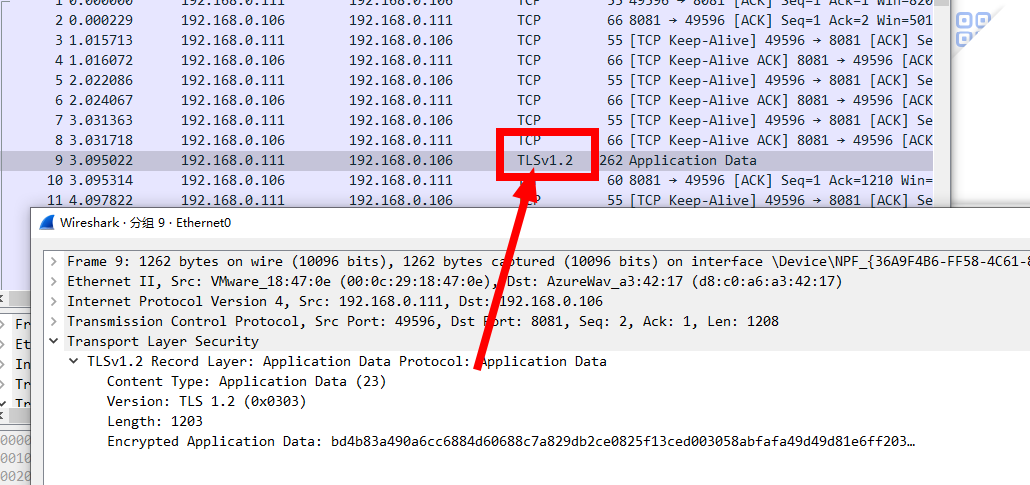 1 0.000000 192.168.0.111 192.168.0.106 TCP 55 49596 → 8081 [ACK] Seq=1 Ack=1 Win=820
2 0.000229 192.168.0.106 192.168.0.111 TCP 66 8081 → 49596 [ACK] Seq=1 Ack=2 Win=501
3 1.015713 192.168.0.111 192.168.0.106 TCP 55 [TCP Keep-Alive] 49596 → 8081 [ACK] Se
4 1.016072 192.168.0.106 192.168.0.111 TCP 66 [TCP Keep-Alive ACK] 8081 → 49596 [ACK
5 2.022086 192.168.0.111 192.168.0.106 TCP 55 [TCP Keep-Alive] 49596 → 8081 [ACK] Se
6 2.024067 192.168.0.106 192.168.0.111 TCP 66 [TCP Keep-Alive ACK] 8081 → 49596 [ACK
7 3.031363 192.168.0.111 192.168.0.106 TCP 55 [TCP Keep-Alive] 49596 → 8081 [ACK] Se
8 3.031718 192.168.0.106 192.168.0.111 TCP 66 [TCP Keep-Alive ACK] 8081 → 49596 [ACK
9 3.095022 192.168.0.111 192.168.0.106 TLSv1.2 262 Application Data
10 3.095314 192.168.0.106 192.168.0.111 60 8081 → 49596 [ACK] Seq=1 Ack=1210 Win=
11 4.097822 192.168.0.111 192.168.0.106 TCP 55 [TCP Keep-Alive] 49596 → 8081 [ACK] Se
Wireshark · 分组 9 · Ethernet0
Frame 9: 1262 bytes on wire (10096 bits), 1262 bytes captured (10096 bits) on interface \Device\NPF_{36A9F4B6-FF58-4C61-8
Ethernet II, Src: VMware_18:47:0e (00:0c:29:18:47:0e), Dst: AzureWav_a3:42:17 (d8:c0:a6:a3:42:17)
Internet Protocol Version 4, Src: 192.168.0.111, Dst: 192.168.0.106
Transmission Control Protocol, Src Port: 49596, Dst Port: 8081, Seq: 2, Ack: 1, Len: 1208
Transport Layer Security
TLSv1.2 Record Layer: Application Data Protocol: Application Data
Content Type: Application Data (23)
Version: TLS 1.2 (0x0303)
Length: 1203
Encrypted Application Data: bd4b83a490a6cc6884d60688c7a829db2ce0825f13ced003058abfafa49d49d81e6ff203…
Fr
Et
In
Tr
0000
0010
0020